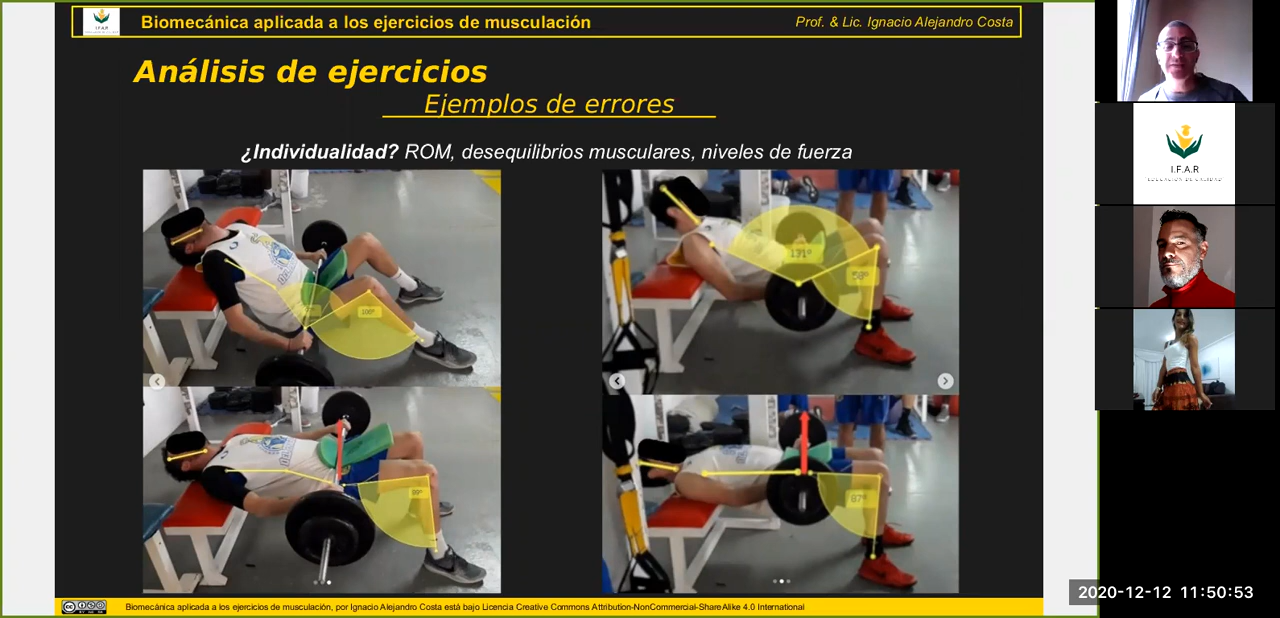 Biomecánica aplicada a los ejercicios de musculación
Prof. & Lic. Ignacio Alejandro Costa
I.F.A.R
Análisis de ejercicios
Ejemplos de errores
¿Individualidad? ROM, desequilibrios musculares, niveles de fuerza
100°
131°
99°
87°
Biomecánica aplicada a los ejercicios de musculación, por Ignacio Alejandro Costa está bajo Licencia Creative Commons Attribution-NonCommercial-ShareAlike 4.0 International
I.F.A.R
2020-12-12 11:50:53